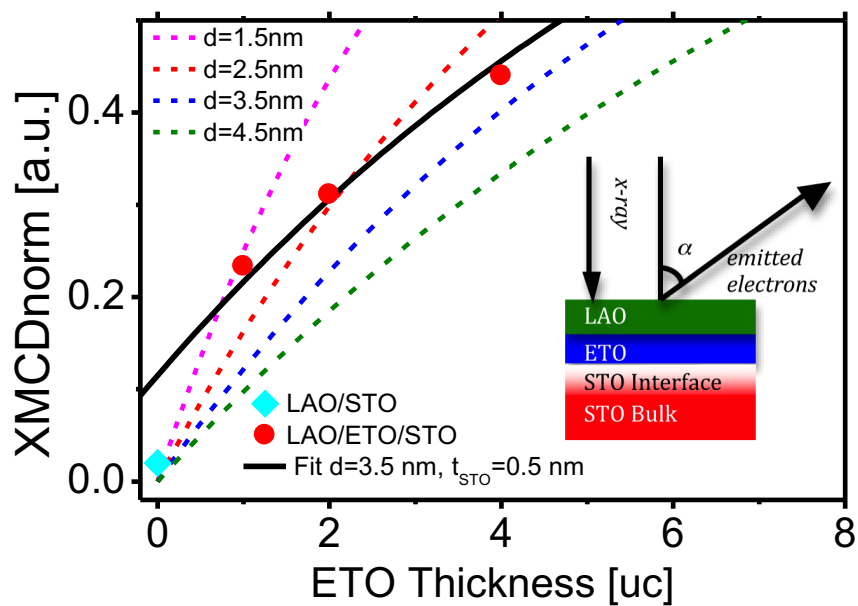 XMCDnorm [a.u.]
0.4
0.2
0.0
d=1.5nm
d=2.5nm
d=3.5nm
d=4.5nm
x-ray
α
emitted
electrons
LAO
ETO
STO Interface
STO Bulk
LAO/STO
LAO/ETO/STO
Fit d=3.5 nm, t_STO=0.5 nm
0 2 4 6 8
ETO Thickness [uc]